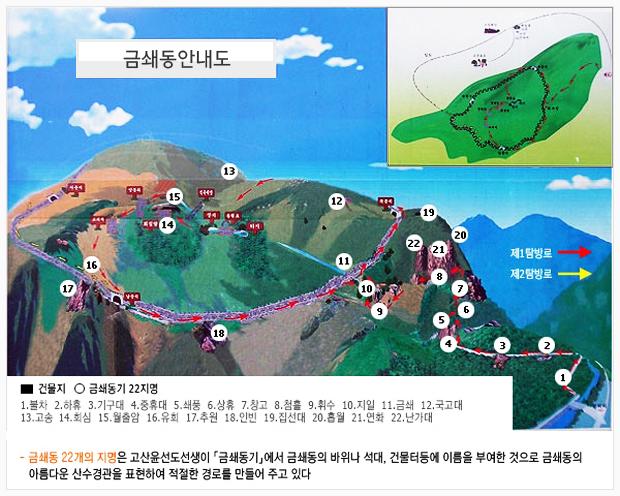 금쇄동안내도
제1탐방로
제2탐방로
13
15
12
19
14
20
22
21
11
16
8
17
10
7
9
6
5
18
4
3
2
1
건물지 금쇄동기 22지명
1.불차 2.하휴 3.기구대 4.중휴대 5.쇄풍 6.상휴 7.창고 8.첨홀 9.휘수 10.지일 11.금쇄 12.국고대
13.고송 14.회심 15.월출암 16.유희 17.추원 18.인빈 19.집선대 20.흡월 21.연화 22.난가대
- 금쇄동 22개의 지명은 고산윤선도선생이 「금쇄동기」에서 금쇄동의 바위나 석대, 건물터등에 이름을 부여한 것으로 금쇄동의
아름다운 산수경관을 표현하여 적절한 경로를 만들어 주고 있다